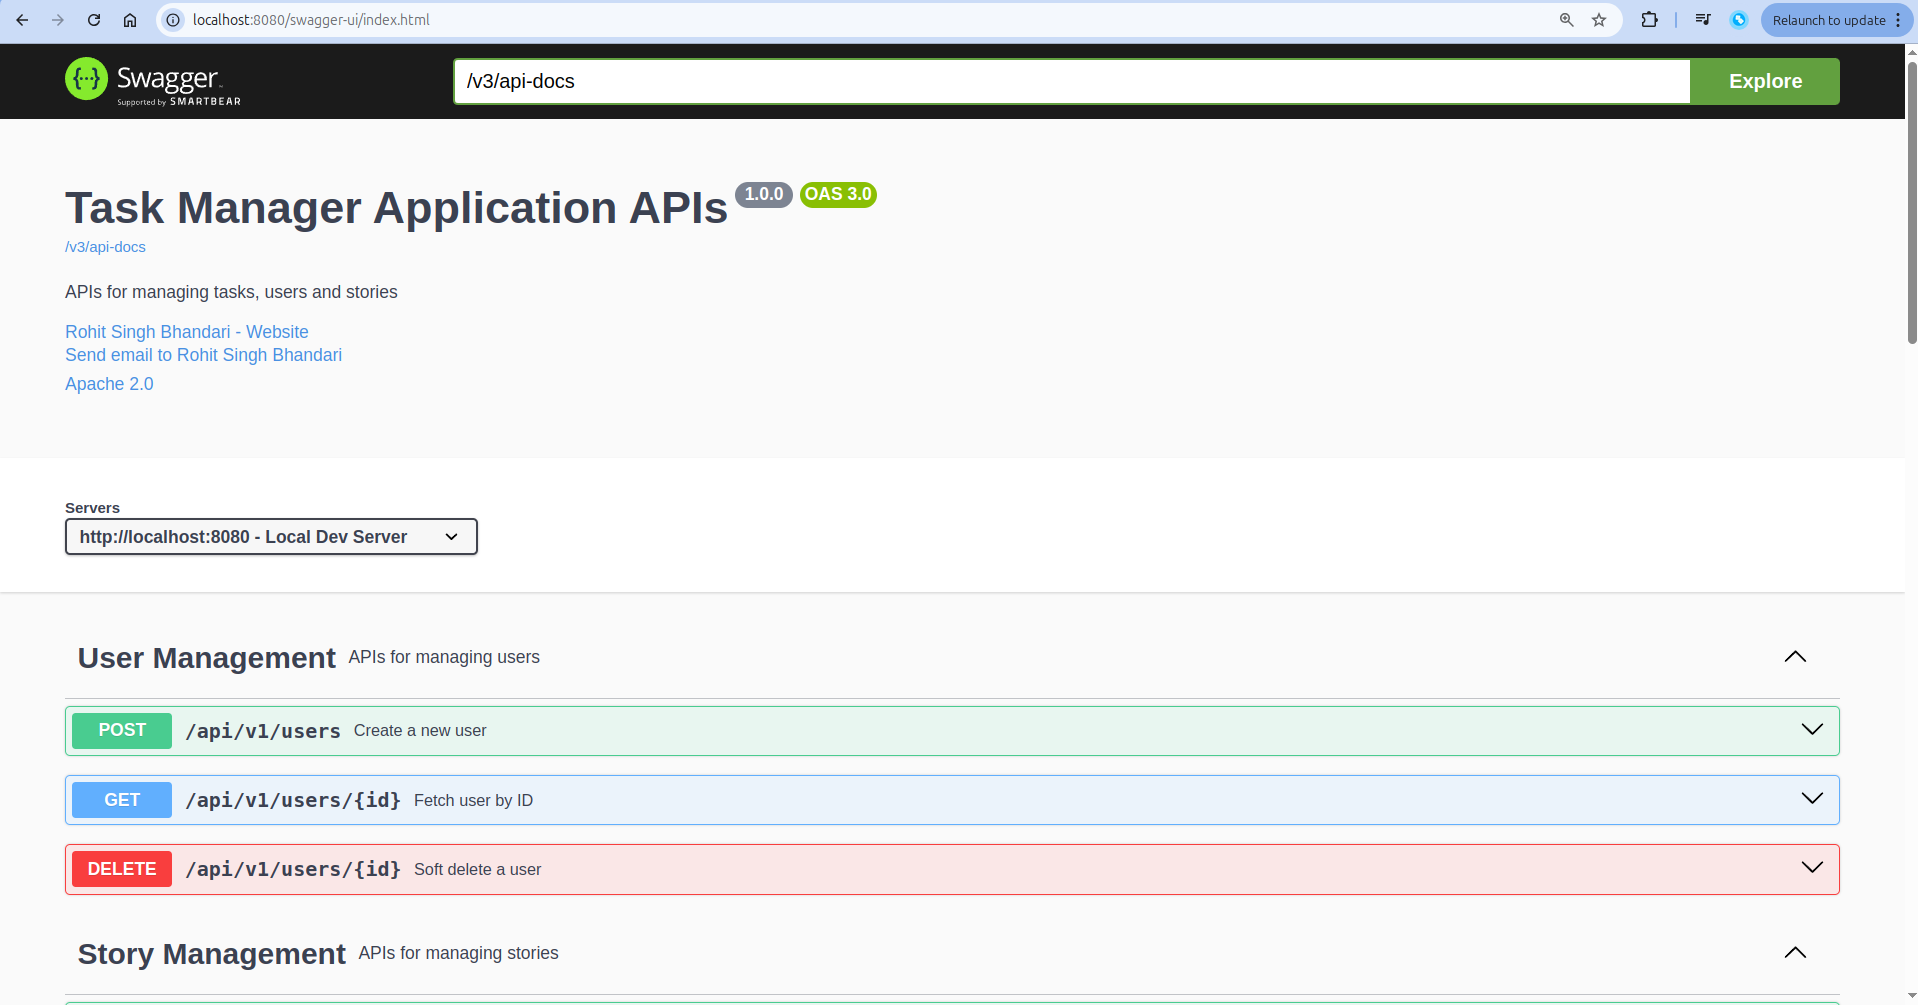 localhost:8080/swagger-ui/index.html
Relaunch to update
{···} Swagger
Supported by SMARTBEAR
/v3/api-docs
Explore
Task Manager Application APIs 1.0.0 OAS 3.0
/v3/api-docs
APIs for managing tasks, users and stories
Rohit Singh Bhandari - Website
Send email to Rohit Singh Bhandari
Apache 2.0
Servers
http://localhost:8080 - Local Dev Server
User Management APIs for managing users
POST /api/v1/users Create a new user
GET /api/v1/users/{id} Fetch user by ID
DELETE /api/v1/users/{id} Soft delete a user
Story Management APIs for managing stories